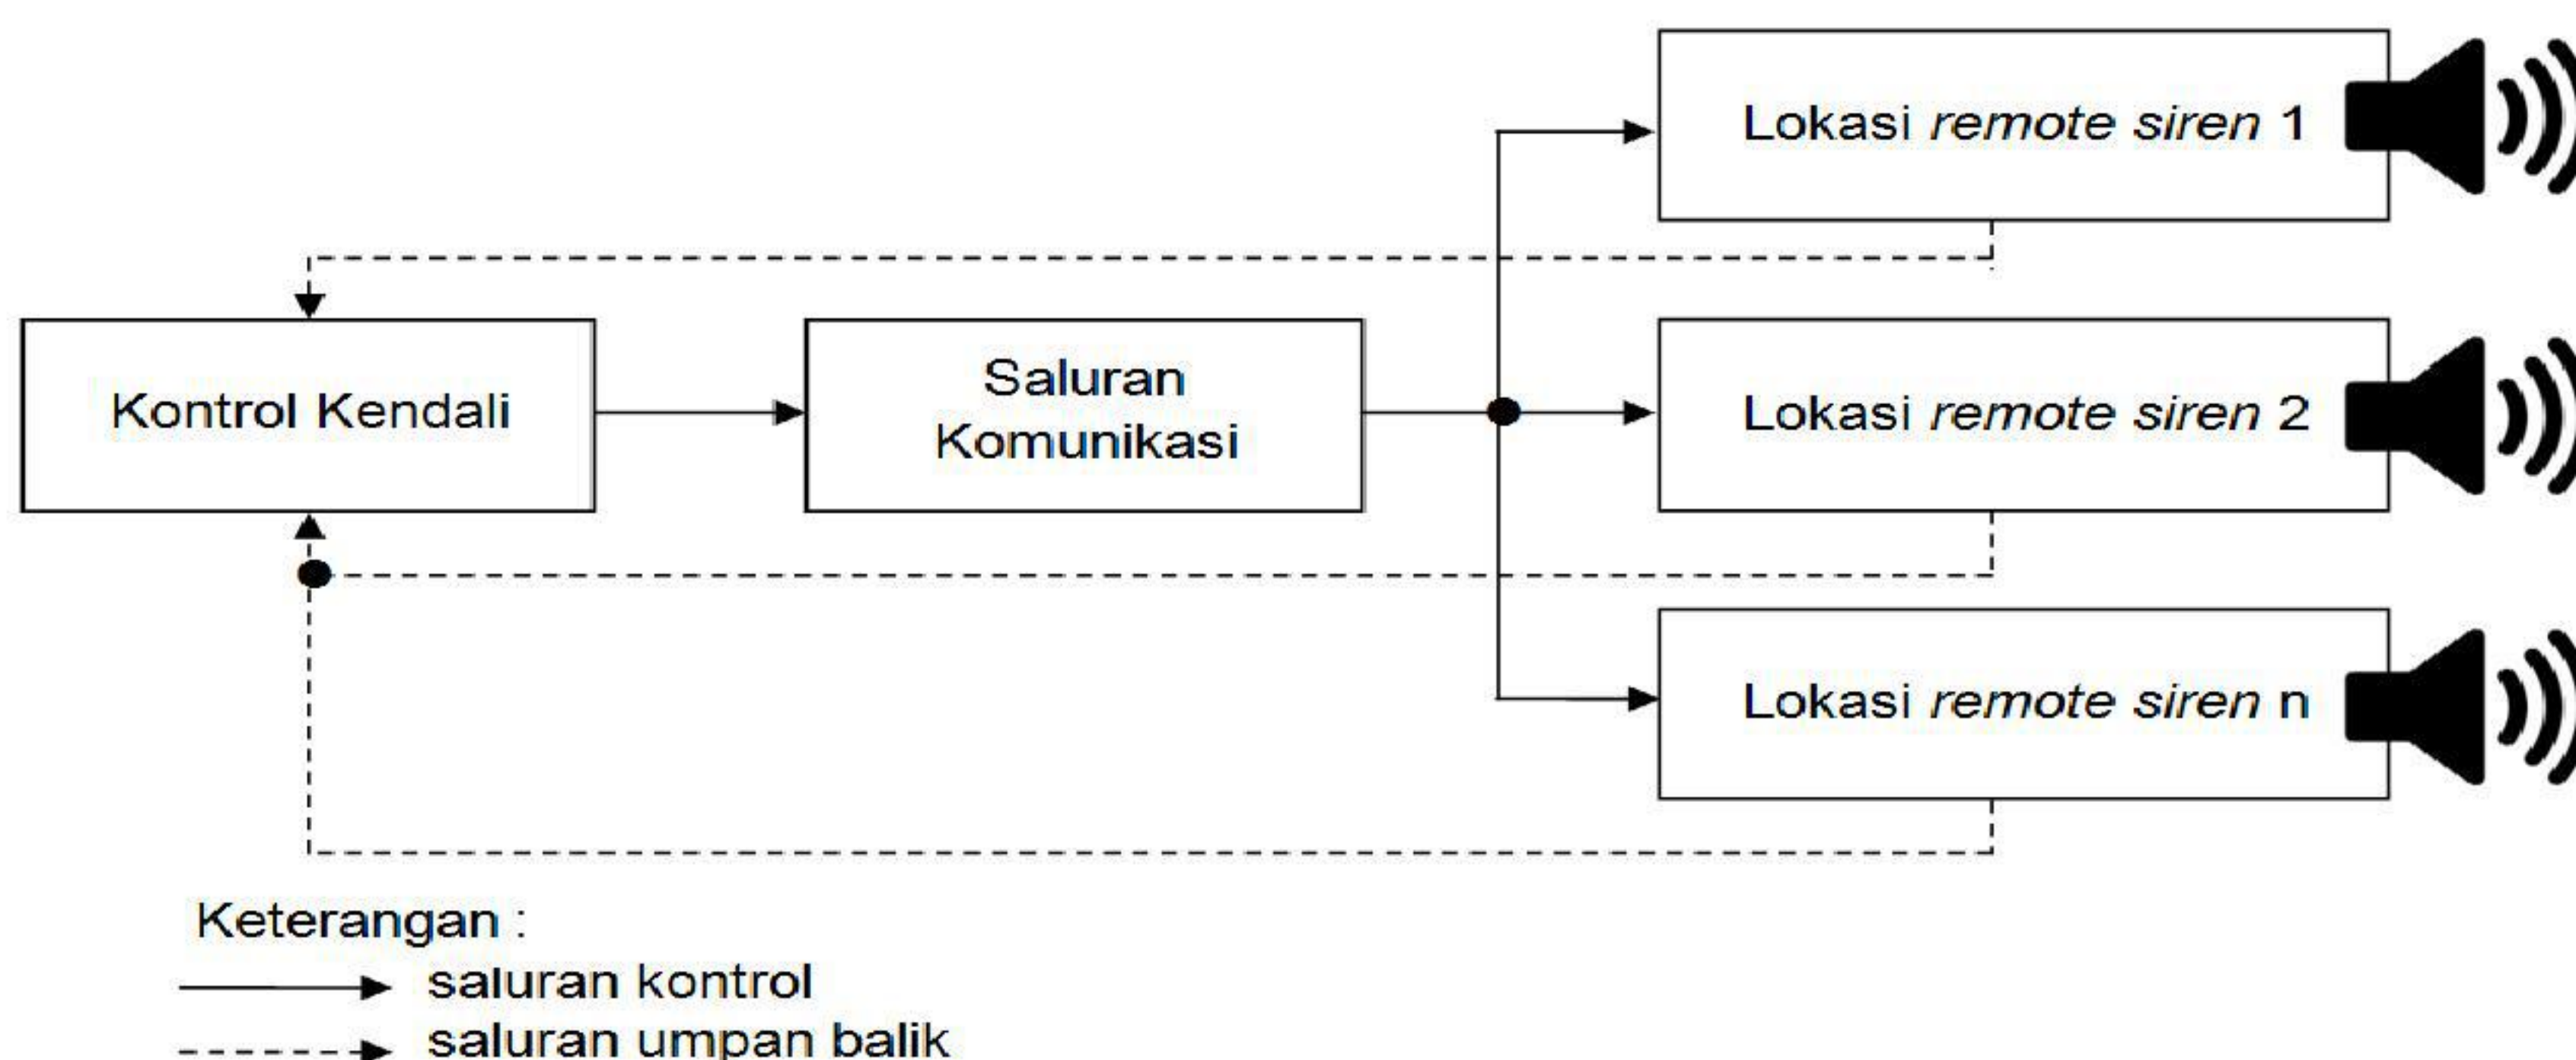 Lokasi remote siren 1
Kontrol Kendali
Saluran
Komunikasi
Lokasi remote siren 2
Lokasi remote siren n
Keterangan :
saluran kontrol
saluran umpan balik